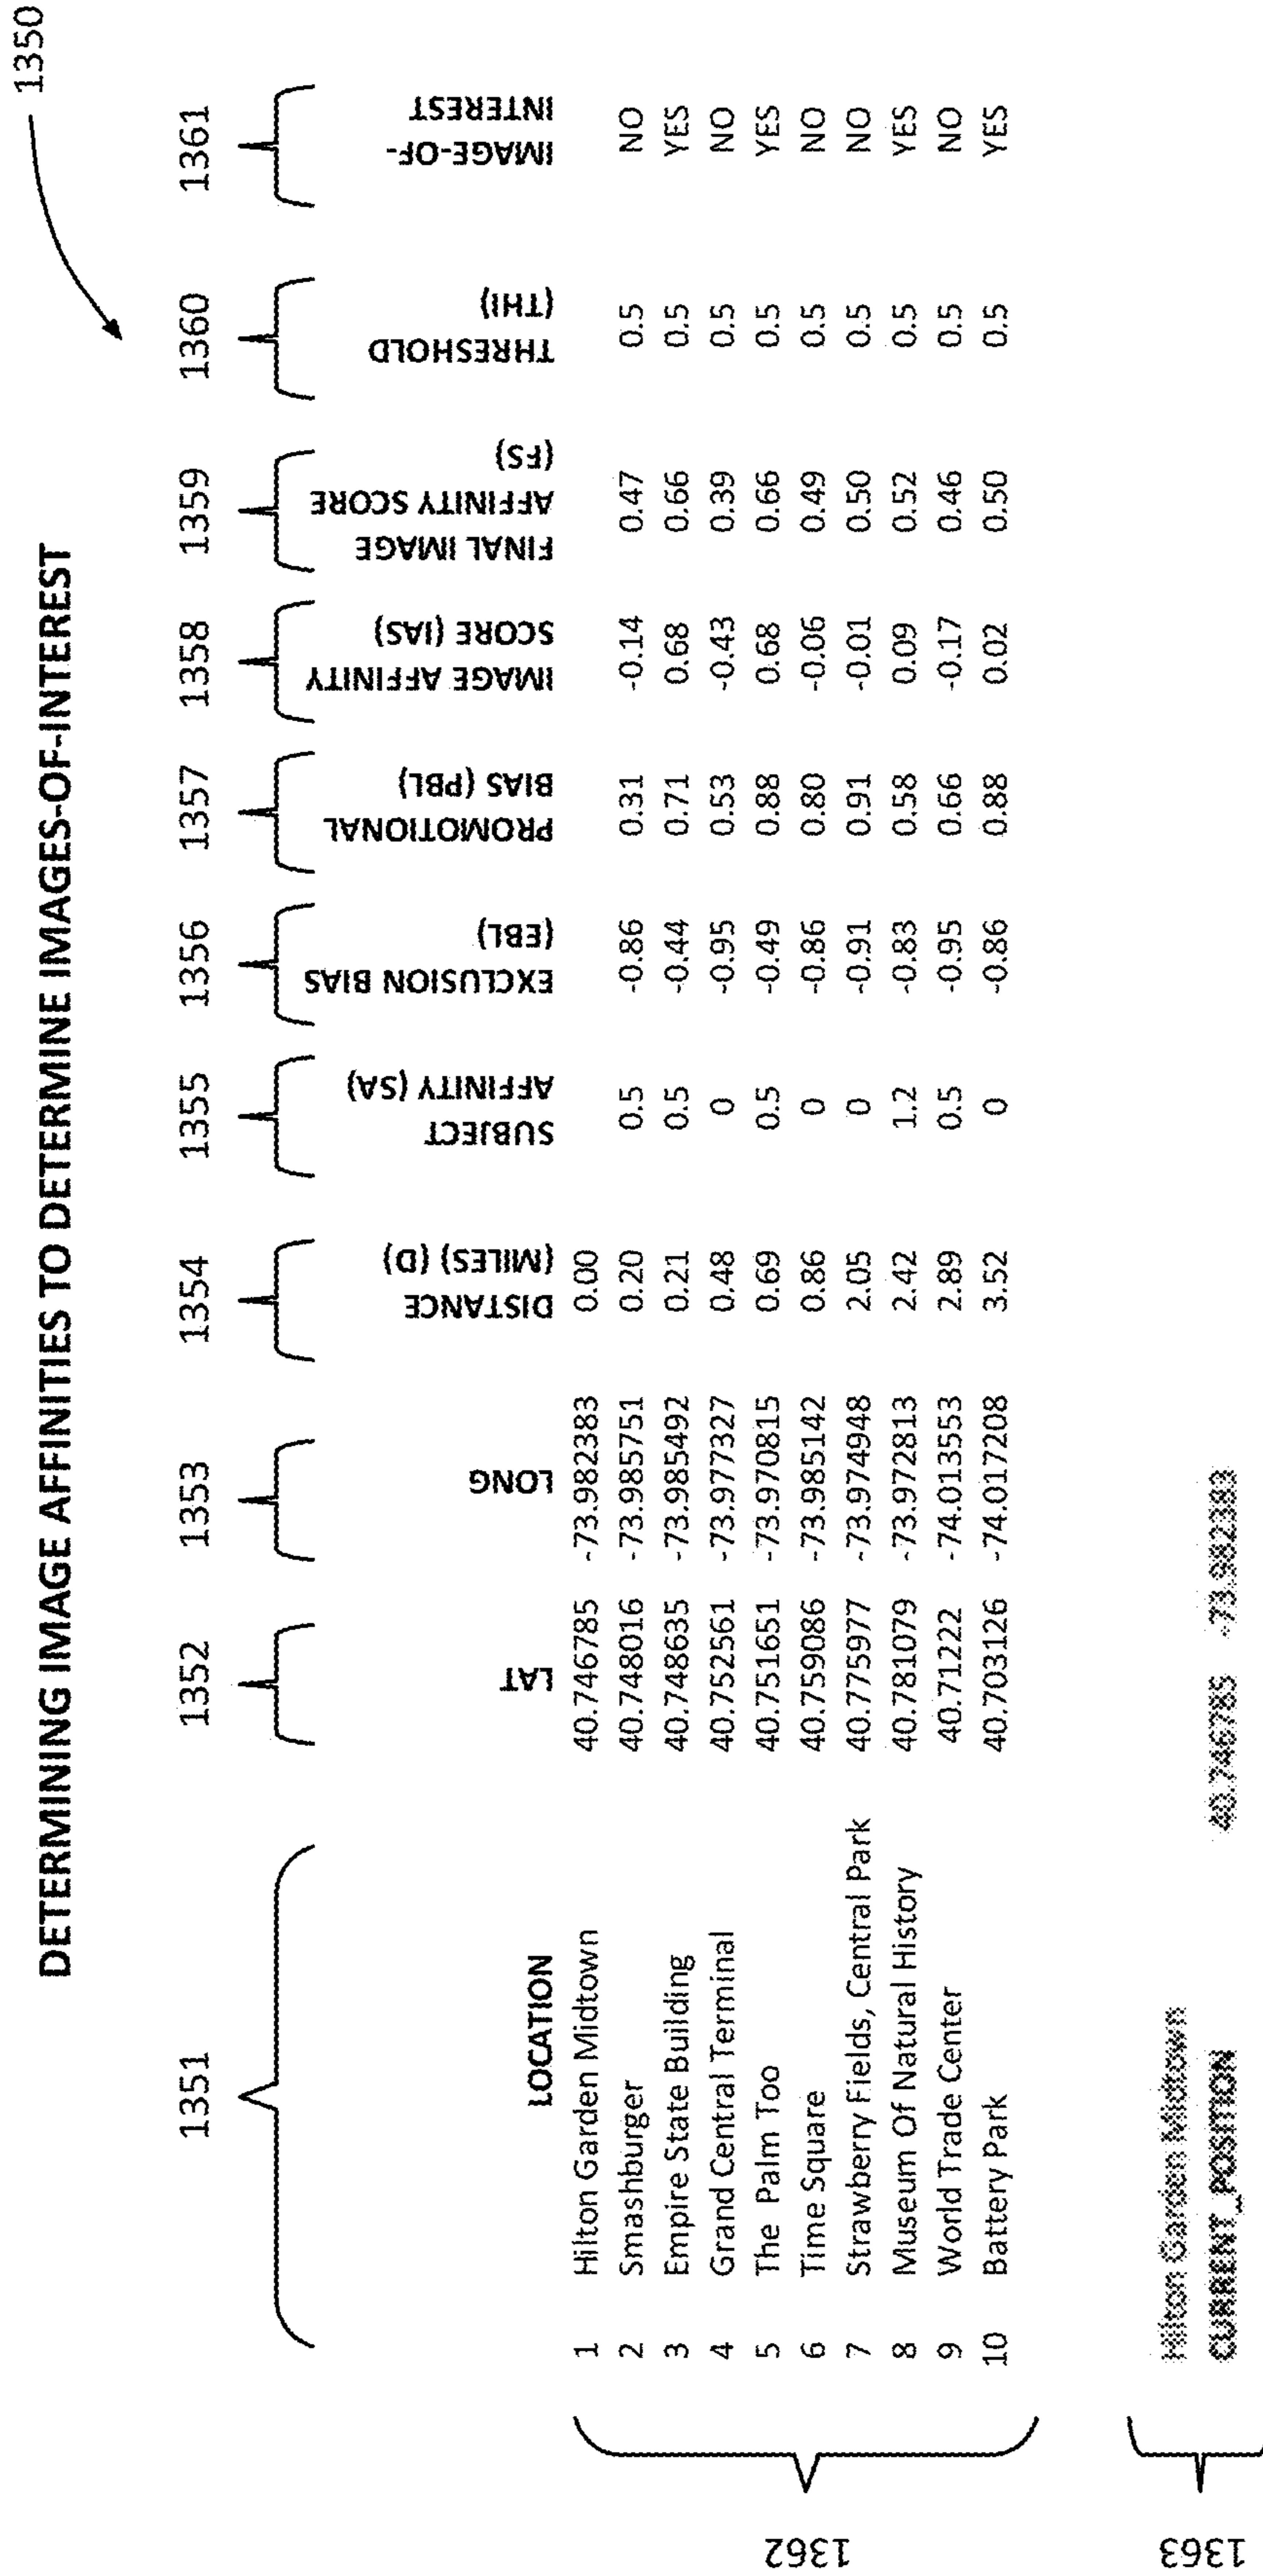 1350
DETERMINING IMAGE AFFINITIES TO DETERMINE IMAGES-OF-INTEREST
1351 1352 1353 1354 1355 1356 1357 1358 1359 1360 1361
LOCATION
LAT
LONG
DISTANCE
(MILES) (D)
SUBJECT
AFFINITY (SA)
EXCLUSION BIAS
(EBL)
PROMOTIONAL
BIAS (PBL)
IMAGE AFFINITY
SCORE (IAS)
FINAL IMAGE
AFFINITY SCORE
(FS)
THRESHOLD
(THI)
IMAGE-OF-
INTEREST
1 Hilton Garden Midtown 40.746785 -73.982383 0.00
2 Smashburger 40.748016 -73.985751 0.20 0.5 -0.86 0.31 -0.14 0.47 0.5 NO
3 Empire State Building 40.748635 -73.985492 0.21 0.5 -0.44 0.71 0.68 0.66 0.5 YES
4 Grand Central Terminal 40.752561 -73.977327 0.48 0 -0.95 0.53 -0.43 0.39 0.5 NO
5 The Palm Too 40.751651 -73.970815 0.69 0.5 -0.49 0.88 0.68 0.66 0.5 YES
6 Time Square 40.759086 -73.985142 0.86 0 -0.86 0.80 -0.06 0.49 0.5 NO
7 Strawberry Fields, Central Park 40.775977 -73.974948 2.05 0 -0.91 0.91 -0.01 0.50 0.5 NO
8 Museum Of Natural History 40.781079 -73.972813 2.42 1.2 -0.83 0.58 0.09 0.52 0.5 YES
9 World Trade Center 40.71222 -74.013553 2.89 0.5 -0.95 0.66 -0.17 0.46 0.5 NO
10 Battery Park 40.703126 -74.017208 3.52 0 -0.86 0.88 0.02 0.50 0.5 YES
1362
Hilton Garden Midtown
CURRENT_POSITION 40.746785 -73.982383
1363